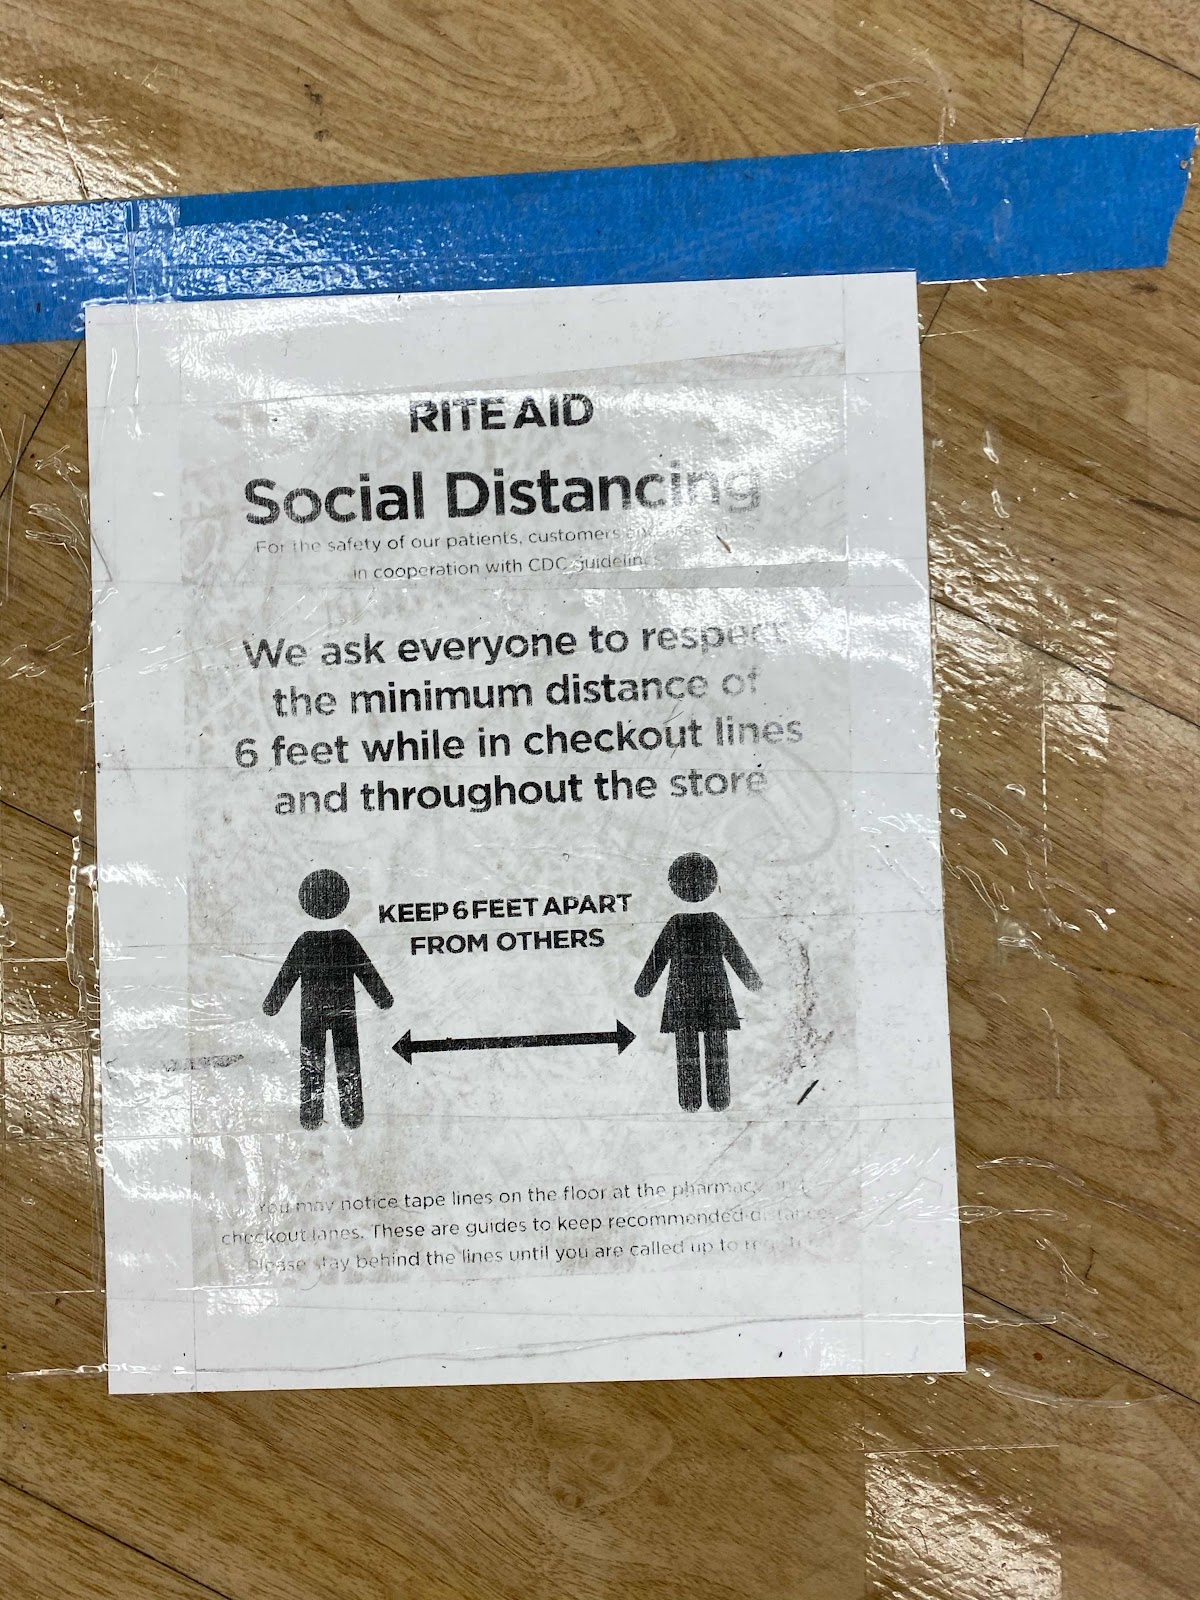 RITE AID
Social Distancing
For the safety of our patients, customers
in cooperation with CDC guidelines
We ask everyone to respect
the minimum distance of
6 feet while in checkout lines
and throughout the store
KEEP 6 FEET APART
FROM OTHERS
You may notice tape lines on the floor at the pharmacy and
checkout lanes. These are guides to keep recommended distance
Please stay behind the lines until you are called up to